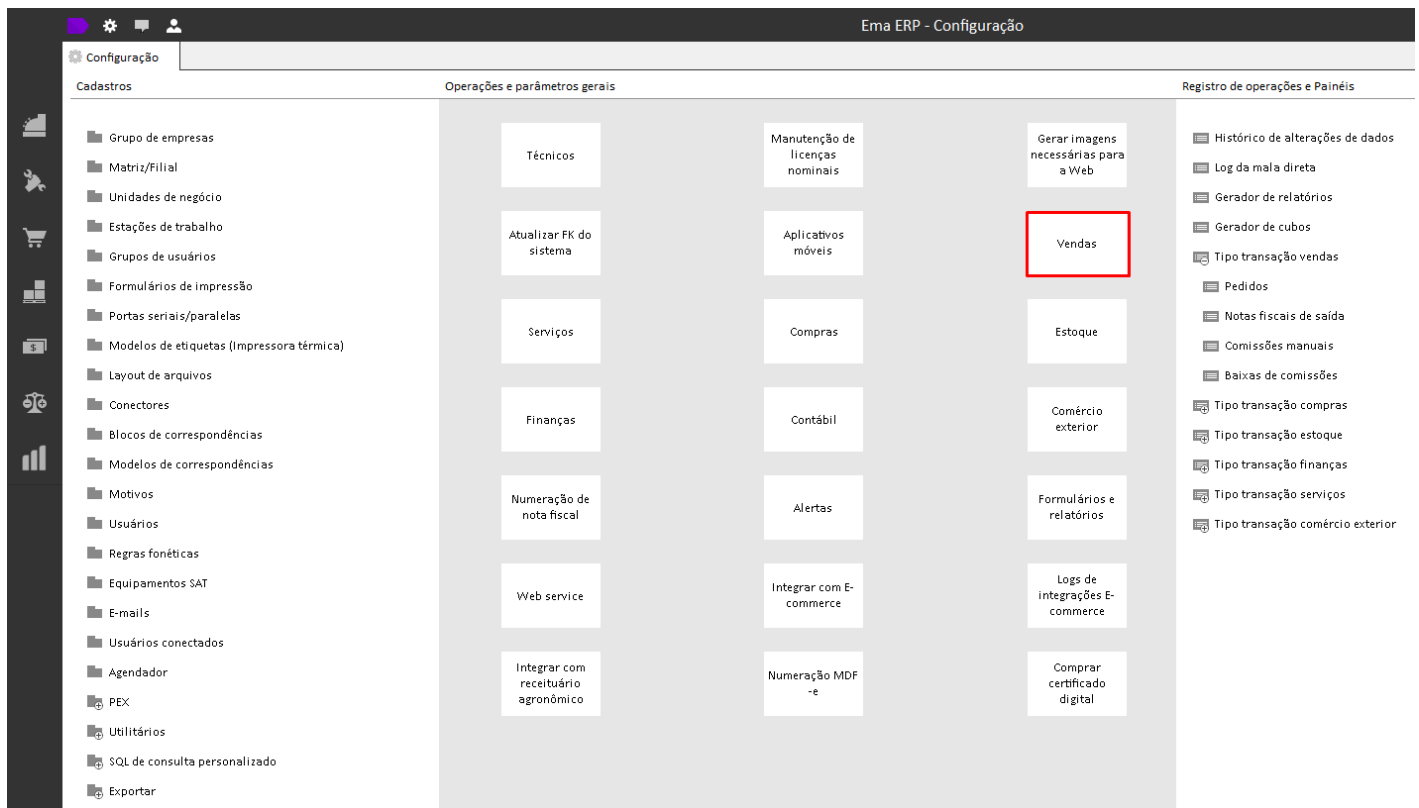 Ema ERP - Configuração
Configuração
Cadastros
Operações e parâmetros gerais
Registro de operações e Painéis
Grupo de empresas
Matriz/Filial
Unidades de negócio
Estações de trabalho
Grupos de usuários
Formulários de impressão
Portas seriais/paralelas
Modelos de etiquetas (Impressora térmica)
Layout de arquivos
Conectores
Blocos de correspondências
Modelos de correspondências
Motivos
Usuários
Regras fonéticas
Equipamentos SAT
E-mails
Usuários conectados
Agendador
PEX
Utilitários
SQL de consulta personalizado
Exportar
Técnicos
Manutenção de
licenças
nominais
Gerar imagens
necessárias para
a Web
Atualizar FK do
sistema
Aplicativos
móveis
Vendas
Serviços
Compras
Estoque
Finanças
Contábil
Comércio
exterior
Numeração de
nota fiscal
Alertas
Formulários e
relatórios
Web service
Integrar com E-
commerce
Logs de
integrações E-
commerce
Integrar com
receituário
agronômico
Numeração MDF
-e
Comprar
certificado
digital
Histórico de alterações de dados
Log da mala direta
Gerador de relatórios
Gerador de cubos
Tipo transação vendas
Pedidos
Notas fiscais de saída
Comissões manuais
Baixas de comissões
Tipo transação compras
Tipo transação estoque
Tipo transação finanças
Tipo transação serviços
Tipo transação comércio exterior